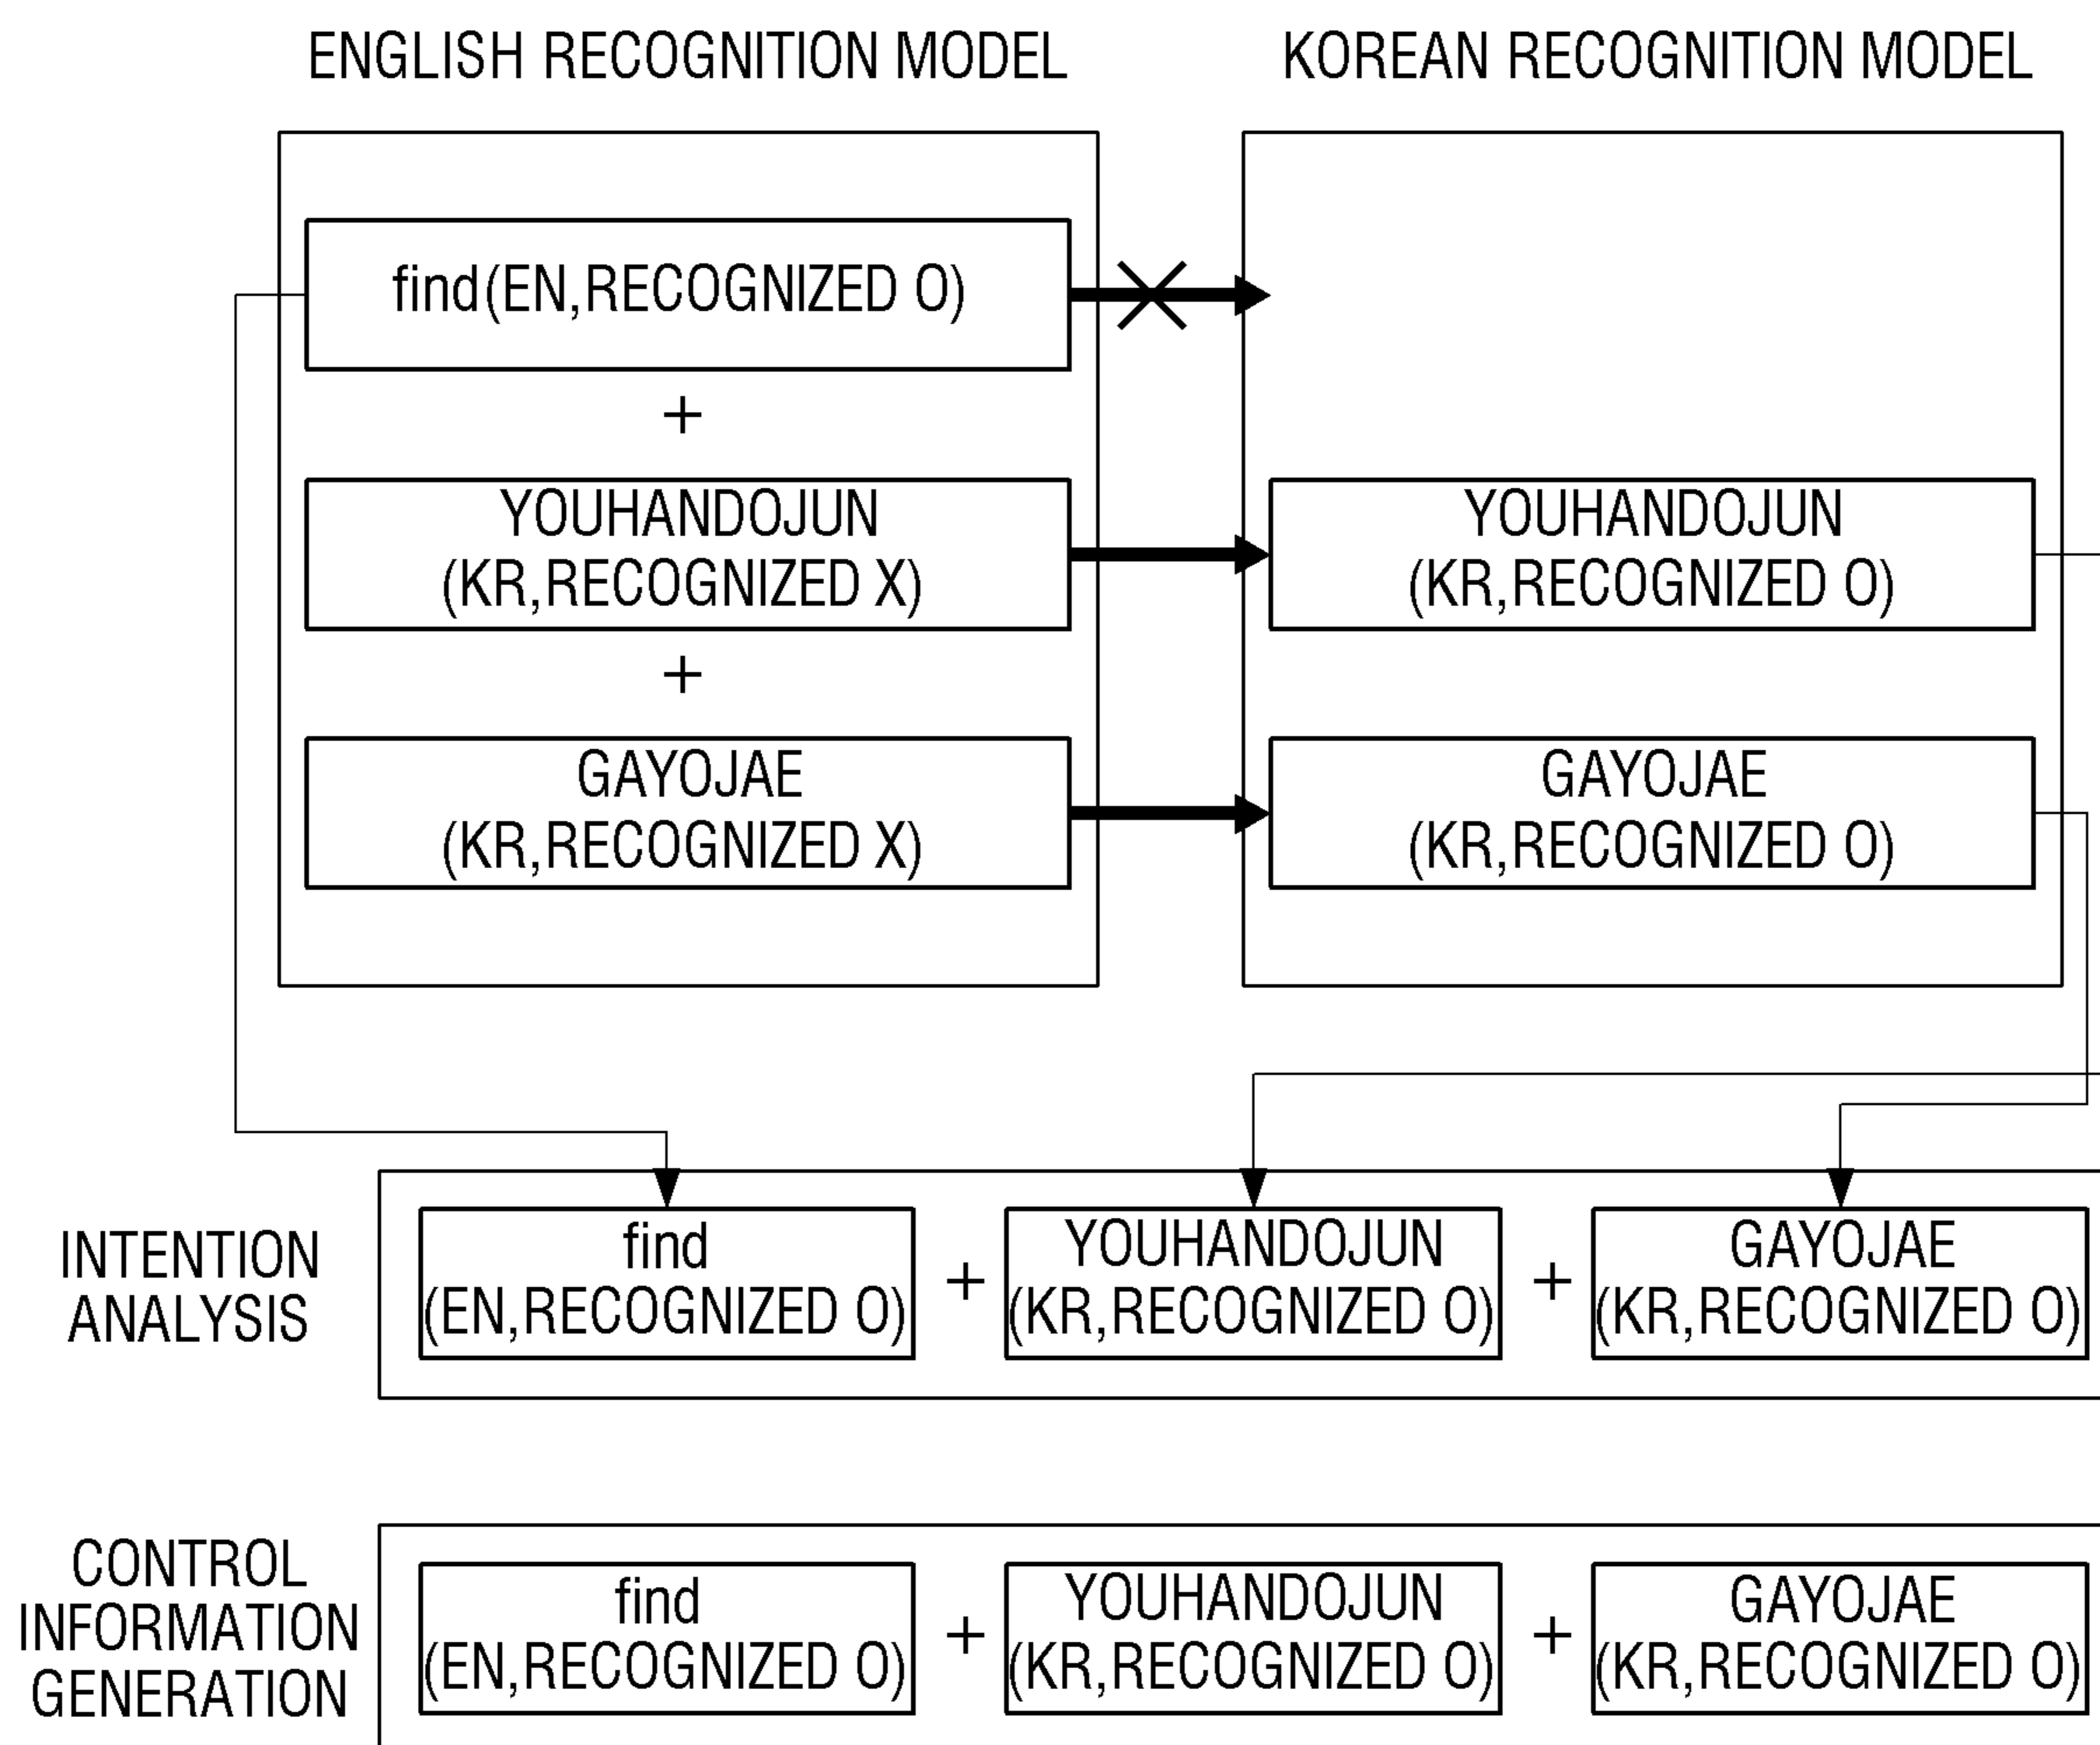 ENGLISH RECOGNITION MODEL
KOREAN RECOGNITION MODEL
find(EN,RECOGNIZED O)
+
YOUHANDOJUN
(KR,RECOGNIZED X)
+
GAYOJAE
(KR,RECOGNIZED X)
YOUHANDOJUN
(KR,RECOGNIZED O)
GAYOJAE
(KR,RECOGNIZED O)
INTENTION
ANALYSIS
find
(EN,RECOGNIZED O)
+
YOUHANDOJUN
(KR,RECOGNIZED O)
+
GAYOJAE
(KR,RECOGNIZED O)
CONTROL
INFORMATION
GENERATION
find
(EN,RECOGNIZED O)
+
YOUHANDOJUN
(KR,RECOGNIZED O)
+
GAYOJAE
(KR,RECOGNIZED O)